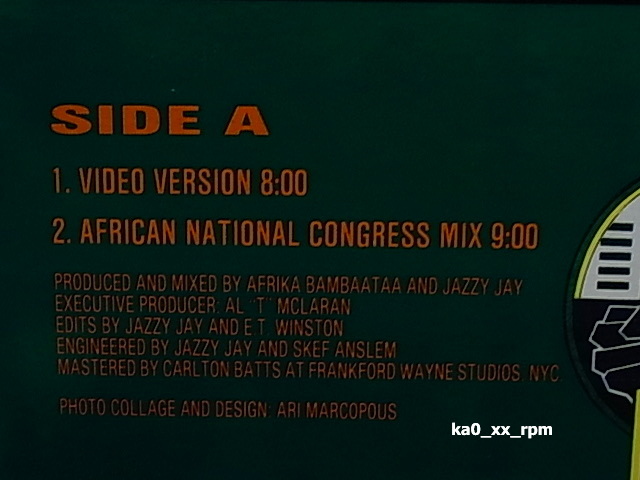 SIDE A
1. VIDEO VERSION 8:00
2. AFRICAN NATIONAL CONGRESS MIX 9:00
PRODUCED AND MIXED BY AFRIKA BAMBAATAA AND JAZZY JAY
EXECUTIVE PRODUCER: AL "T" MCLARAN
EDITS BY JAZZY JAY AND E.T. WINSTON
ENGINEERED BY JAZZY JAY AND SKEF ANSLEM
MASTERED BY CARLTON BATTS AT FRANKFORD WAYNE STUDIOS, NYC.
PHOTO COLLAGE AND DESIGN: ARI MARCOPOUS
ka0_xx_rpm